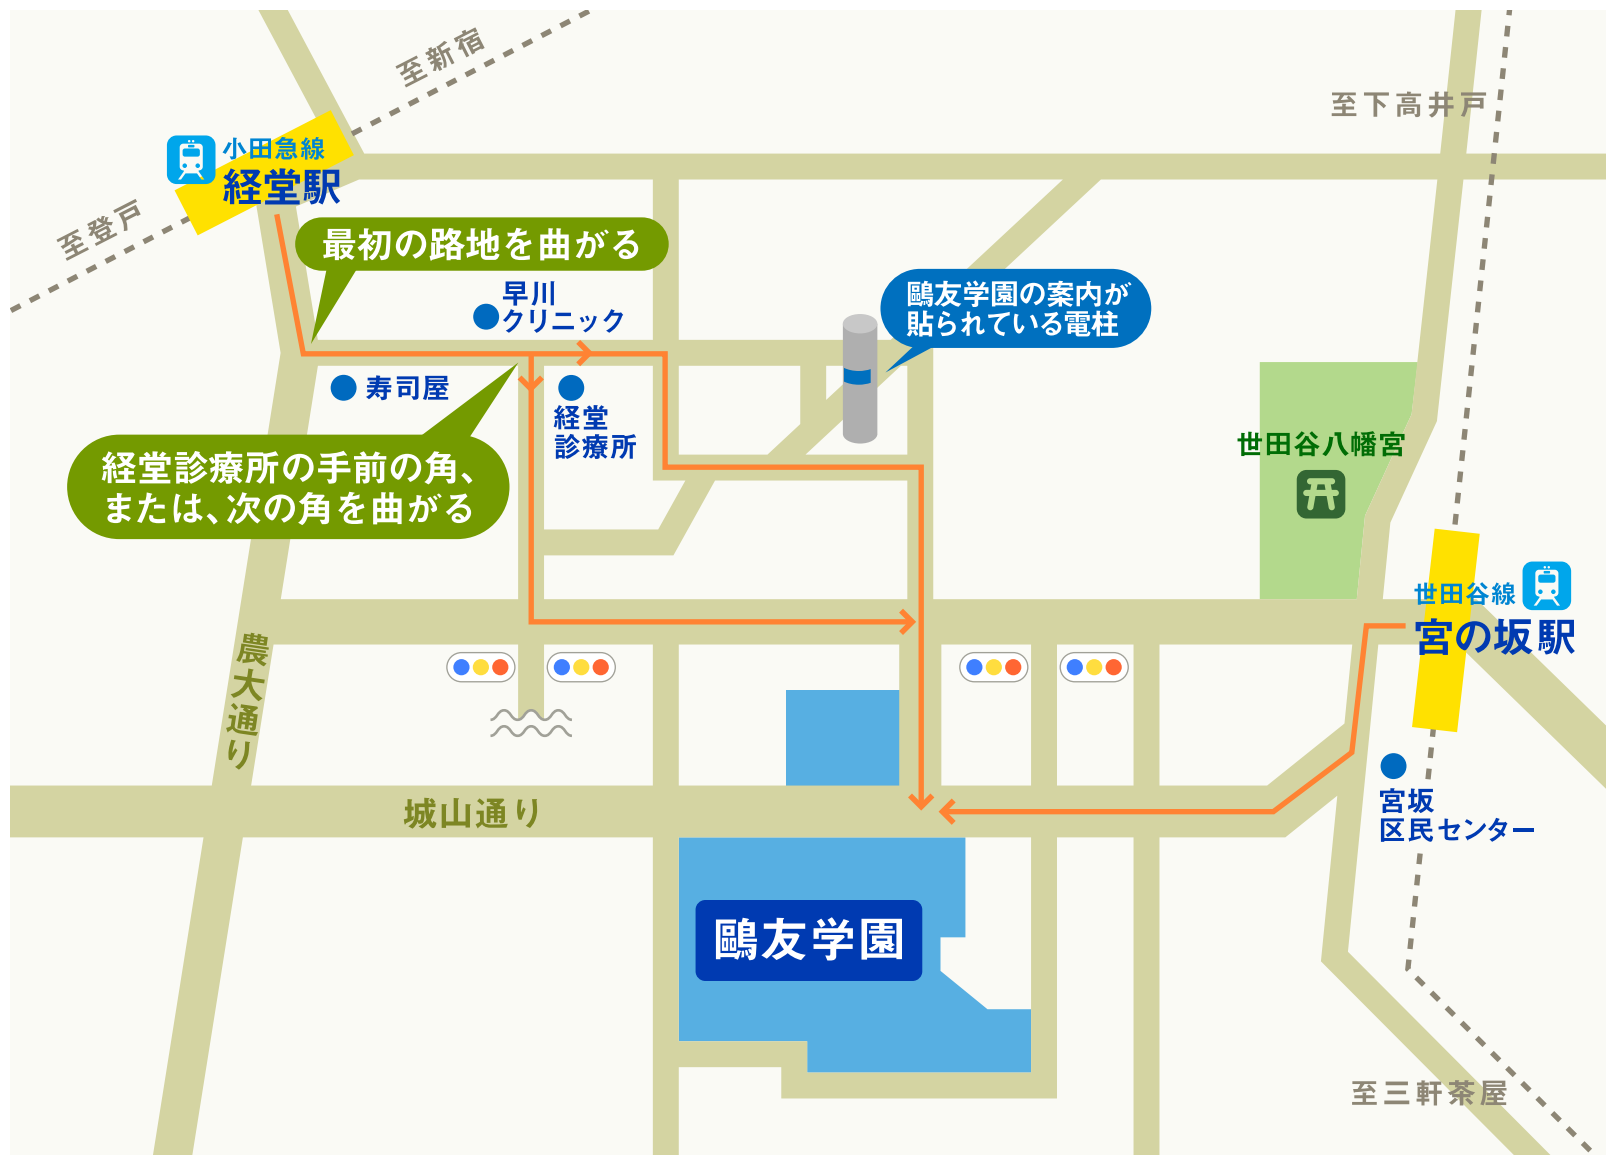 至新宿
至下高井戸
小田急線
経堂駅
至登戸
最初の路地を曲がる
早川
クリニック
鷗友学園の案内が
貼られている電柱
寿司屋
経堂
診療所
世田谷八幡宮
経堂診療所の手前の角、
または、次の角を曲がる
世田谷線
宮の坂駅
農大通り
宮坂
区民センター
城山通り
鷗友学園
至三軒茶屋